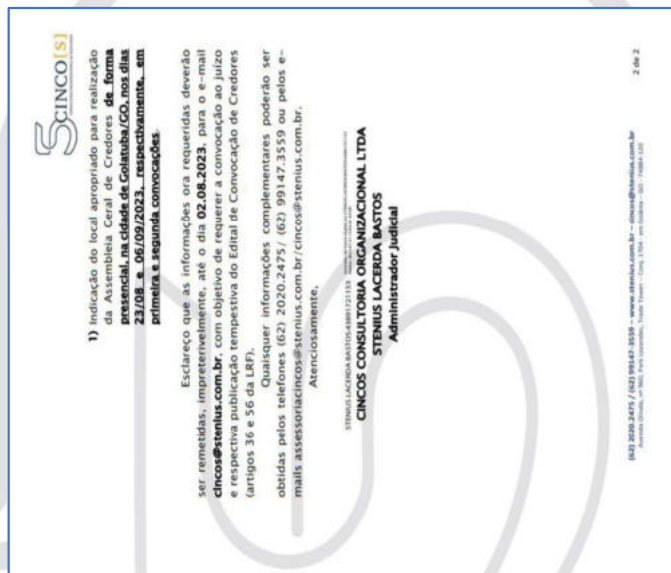 5CINCO[S]
1) Indicação do local apropriado para realização
da Assembleia Geral de Credores de forma
presencial, na cidade de Goiatuba/GO, nos dias
23/08 e 06/09/2023, respectivamente, em
primeira e segunda convocações.
Esclareço que as informações ora requeridas deverão
ser remetidas, impreterivelmente, até o dia 02.08.2023, para o e-mail
cincos@stenius.com.br, com objetivo de requerer a convocação ao juízo
e respectiva publicação tempestiva do Edital de Convocação de Credores
(artigos 36 e 56 da LRF).
Quaisquer informações complementares poderão ser
obtidas pelos telefones (62) 2020.2475/ (62) 99147.3559 ou pelos e-
mails assessoriacincos@stenius.com.br/cincos@stenius.com.br.
Atenciosamente,
STENIUS LACERDA BASTOS:43891721153
CINCOS CONSULTORIA ORGANIZACIONAL LTDA
STENIUS LACERDA BASTOS
Administrador Judicial
(62) 2020.2475 / (62) 99147-3559 – www.stenius.com.br – cincos@stenius.com.br
2 de 2